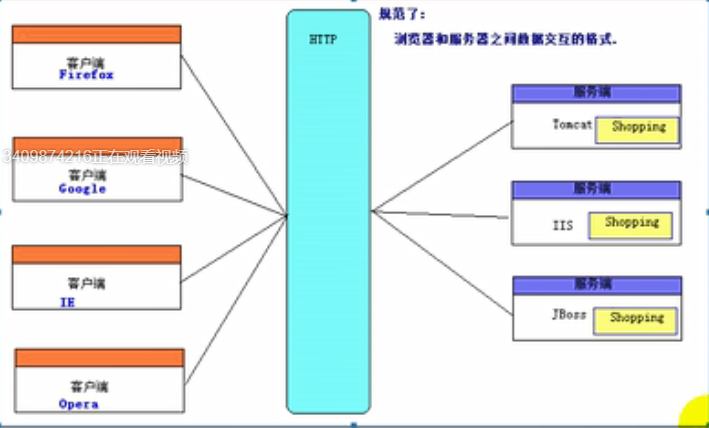 规范了：
浏览器和服务器之间数据交互的格式.
HTTP
客户端
Firefox
3409874216正在观看视频
客户端
Google
客户端
IE
客户端
Opera
服务端
Tomcat
Shopping
服务端
IIS
Shopping
服务端
JBoss
Shopping